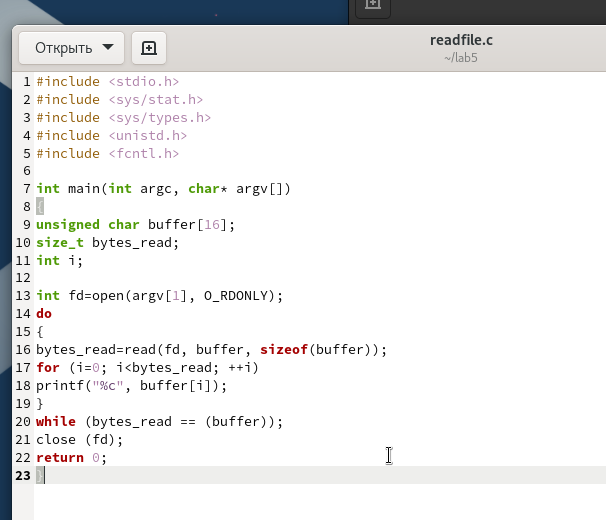 Открыть
readfile.c
~/lab5
1 #include <stdio.h>
2 #include <sys/stat.h>
3 #include <sys/types.h>
4 #include <unistd.h>
5 #include <fcntl.h>
6
7 int main(int argc, char* argv[])
8 {
9 unsigned char buffer[16];
10 size_t bytes_read;
11 int i;
12
13 int fd=open(argv[1], O_RDONLY);
14 do
15 {
16 bytes_read=read(fd, buffer, sizeof(buffer));
17 for (i=0; i<bytes_read; ++i)
18 printf("%c", buffer[i]);
19 }
20 while (bytes_read == (buffer));
21 close (fd);
22 return 0;
23 }